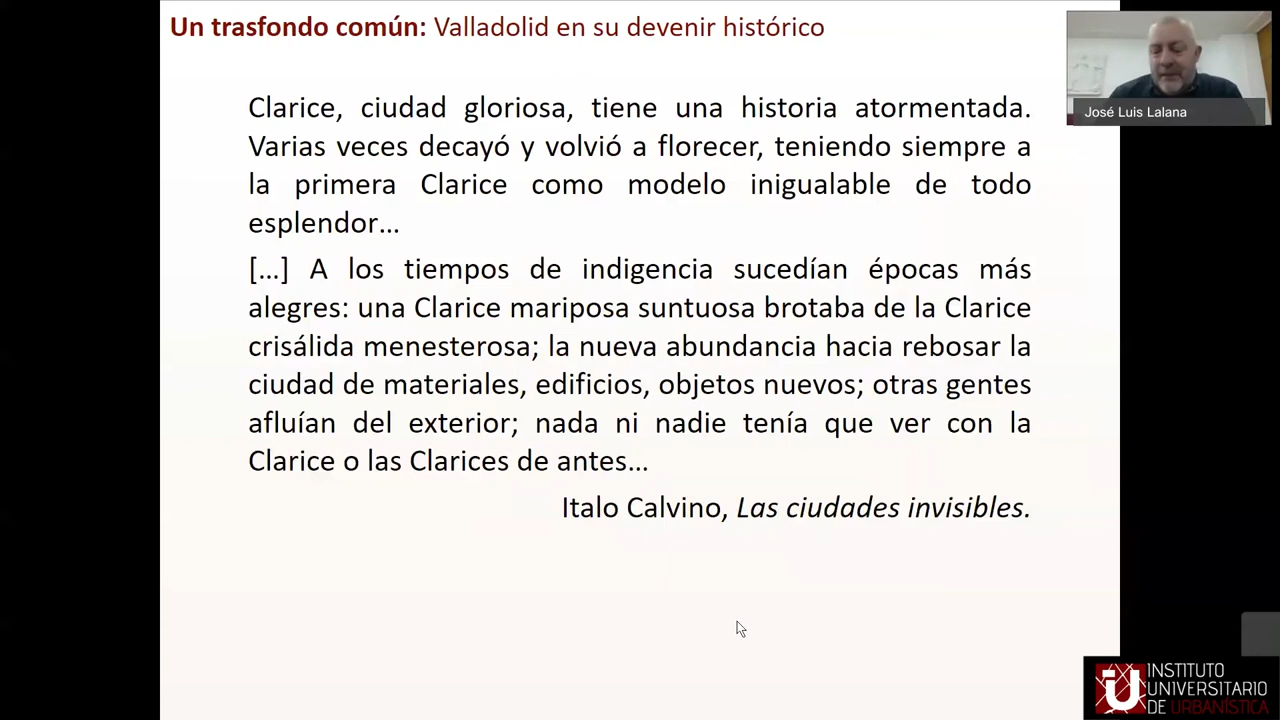 Un trasfondo común: Valladolid en su devenir histórico
José Luis Lalana
Clarice, ciudad gloriosa, tiene una historia atormentada.
Varias veces decayó y volvió a florecer, teniendo siempre a
la primera Clarice como modelo inigualable de todo
esplendor…
[…] A los tiempos de indigencia sucedían épocas más
alegres: una Clarice mariposa suntuosa brotaba de la Clarice
crisálida menesterosa; la nueva abundancia hacia rebosar la
ciudad de materiales, edificios, objetos nuevos; otras gentes
afluían del exterior; nada ni nadie tenía que ver con la
Clarice o las Clarices de antes…
Italo Calvino, Las ciudades invisibles.
INSTITUTO
UNIVERSITARIO
DE URBANÍSTICA